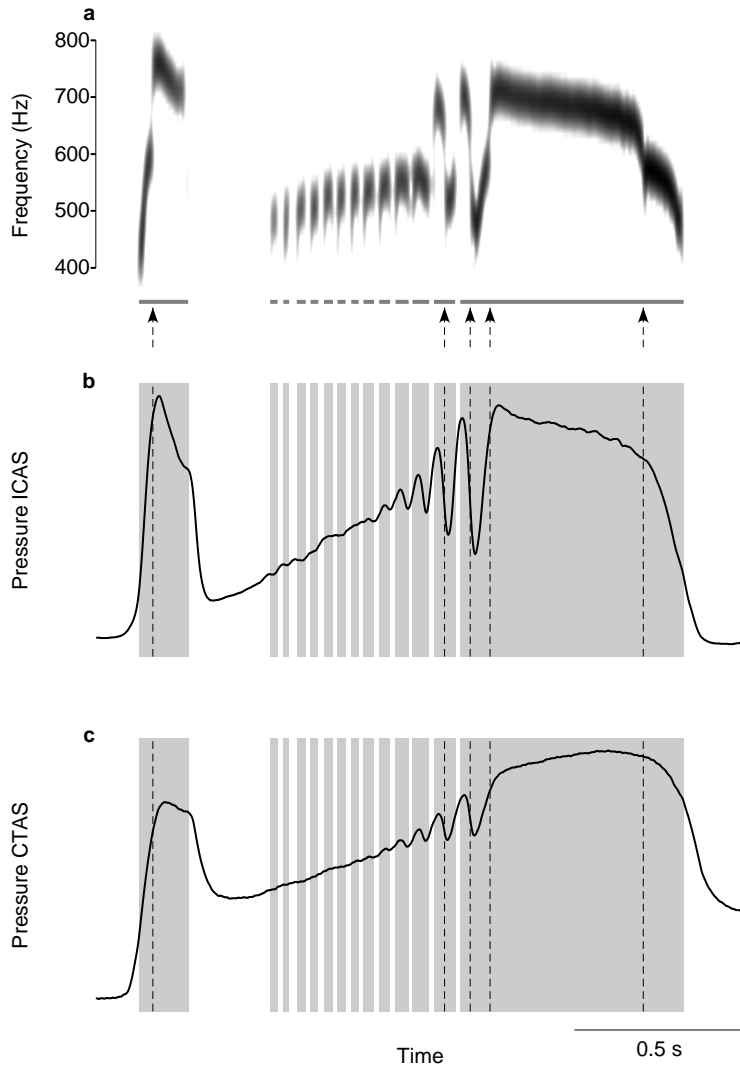 a
800
700
600
500
400
Frequency (Hz)
b
Pressure ICAS
c
Pressure CTAS
Time
0.5 s